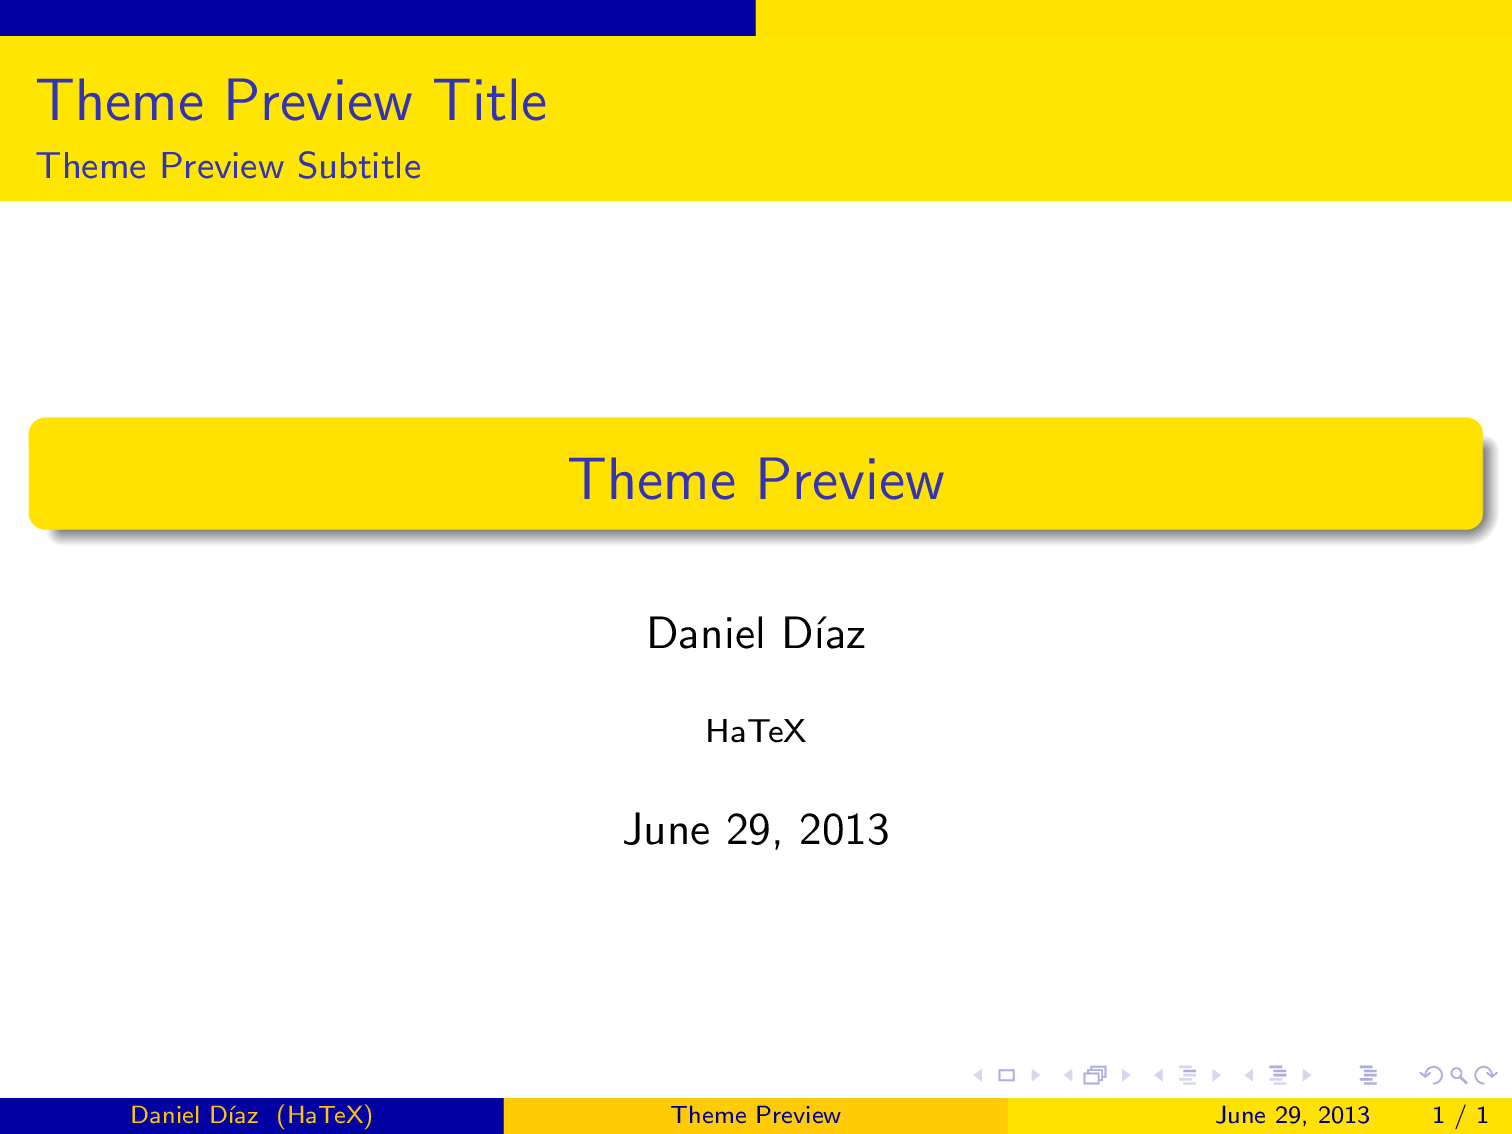 Theme Preview Title
Theme Preview Subtitle
Theme Preview
Daniel Díaz
HaTeX
June 29, 2013
Daniel Díaz (HaTeX) Theme Preview June 29, 2013 1 / 1